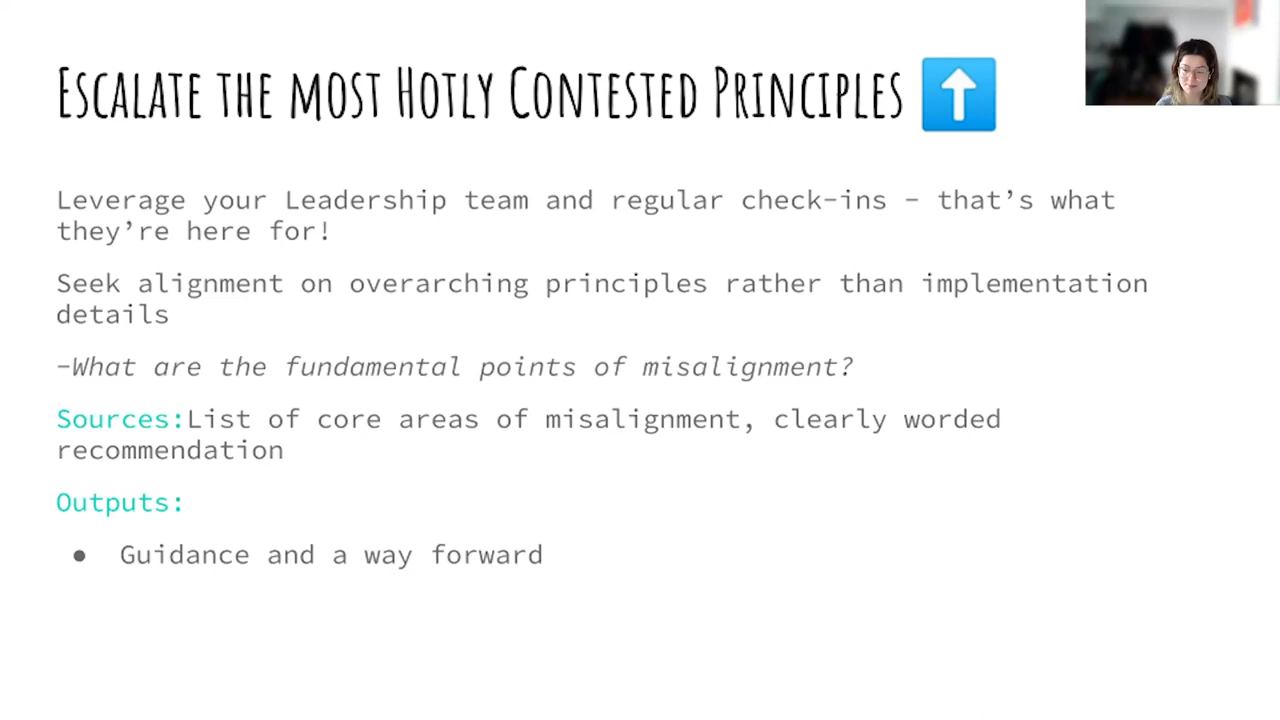 Escalate the most Hotly Contested Principles ⬆️
Leverage your Leadership team and regular check-ins - that’s what
they’re here for!
Seek alignment on overarching principles rather than implementation
details
-What are the fundamental points of misalignment?
Sources:List of core areas of misalignment, clearly worded
recommendation
Outputs:
● Guidance and a way forward